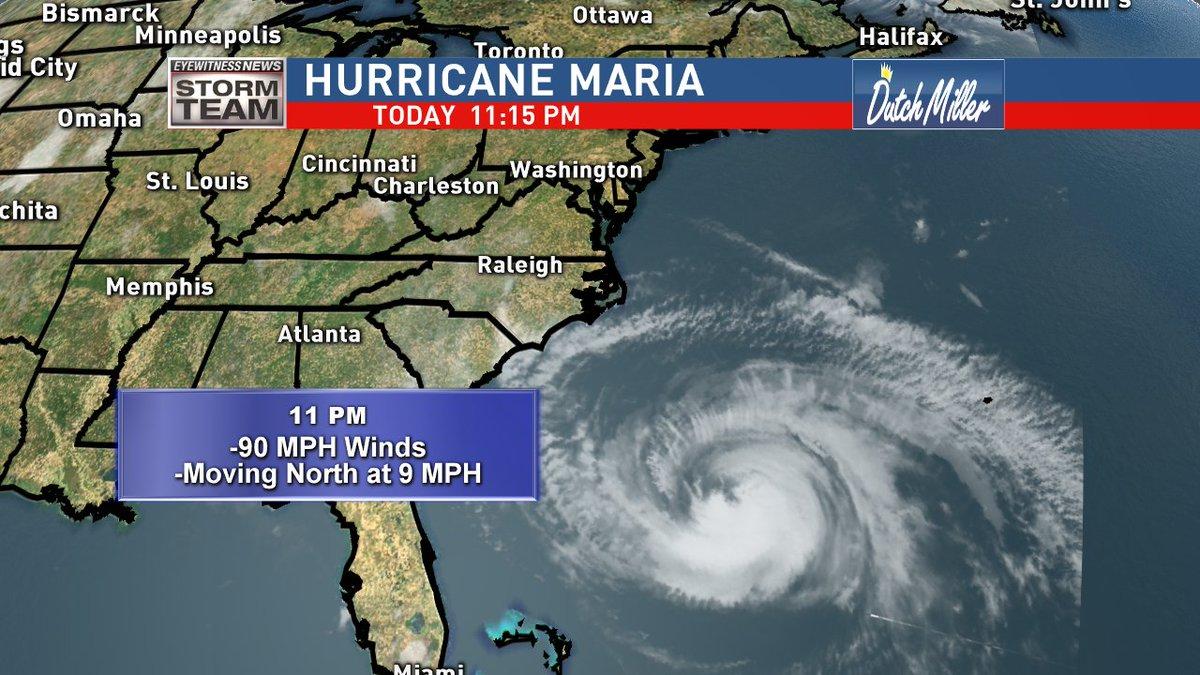 Bismarck
Minneapolis
Ottawa
St. John's
Halifax
Toronto
gs
id City
EYEWITNESS NEWS
STORM
TEAM
HURRICANE MARIA
TODAY 11:15 PM
Dutch Miller
Omaha
Cincinnati
Washington
St. Louis
Charleston
chita
Raleigh
Memphis
Atlanta
11 PM
-90 MPH Winds
-Moving North at 9 MPH
Miami